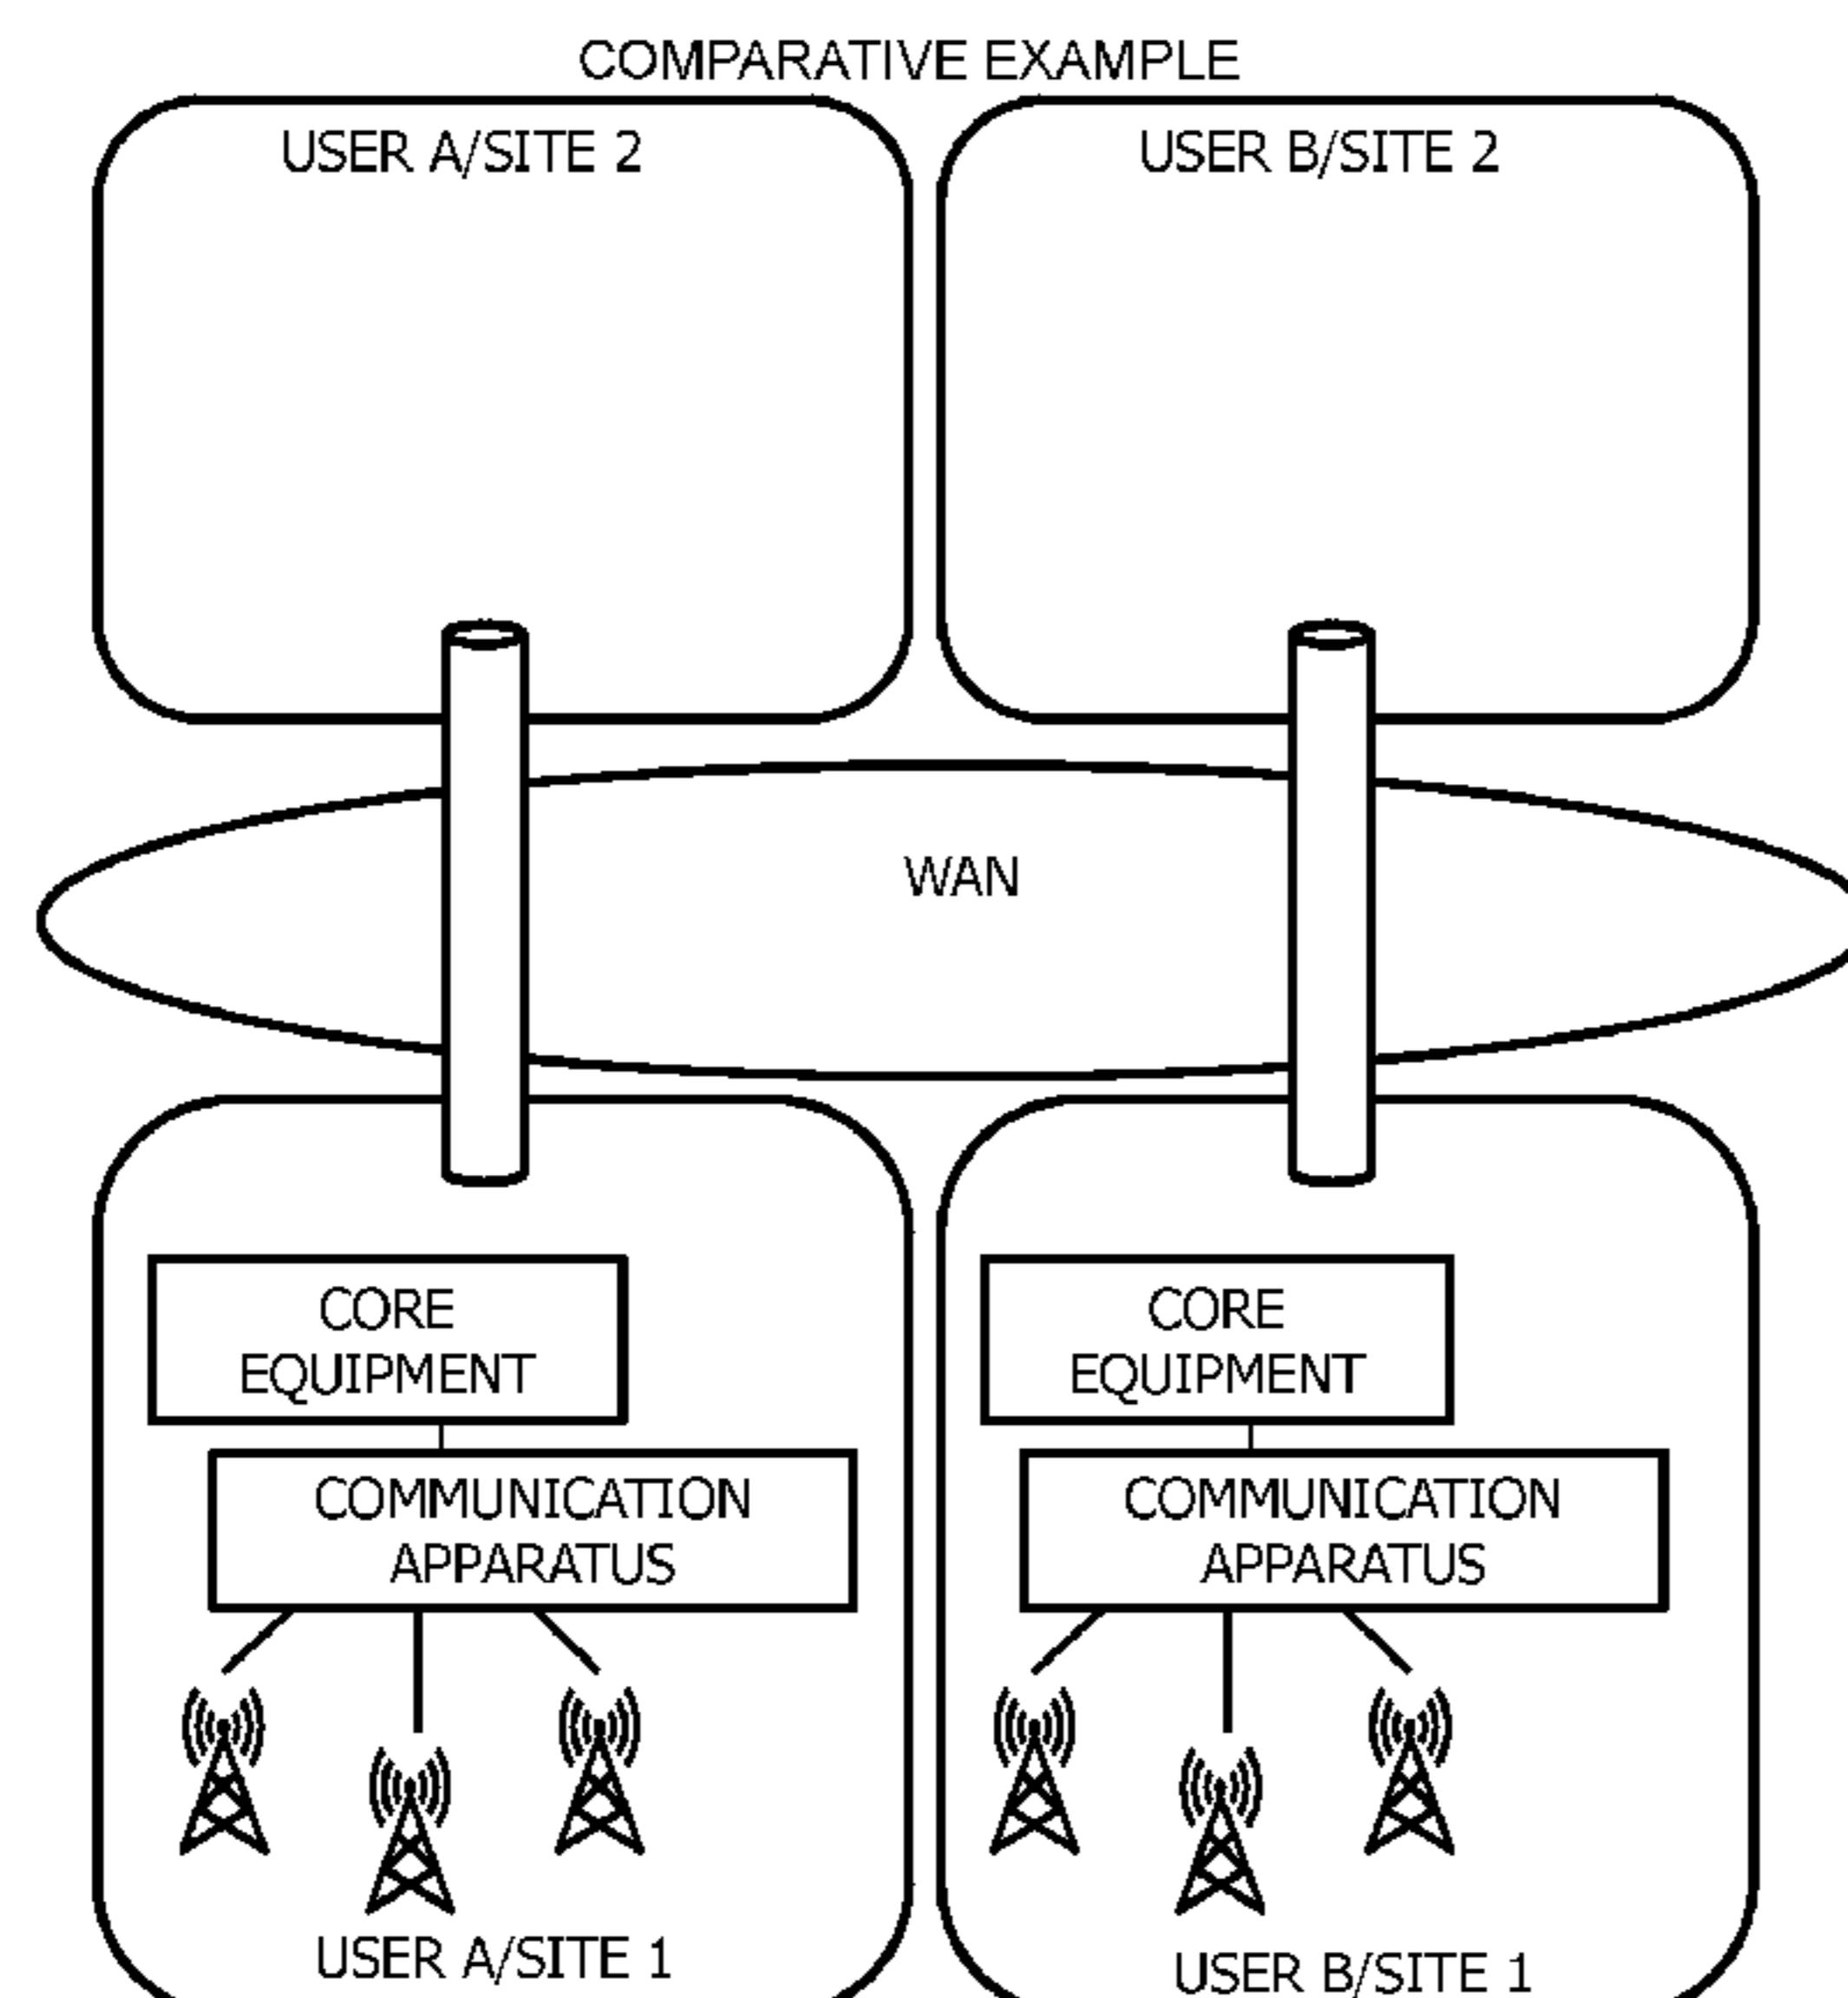 COMPARATIVE EXAMPLE
USER A/SITE 2
USER B/SITE 2
WAN
CORE
EQUIPMENT
COMMUNICATION
APPARATUS
USER A/SITE 1
CORE
EQUIPMENT
COMMUNICATION
APPARATUS
USER B/SITE 1